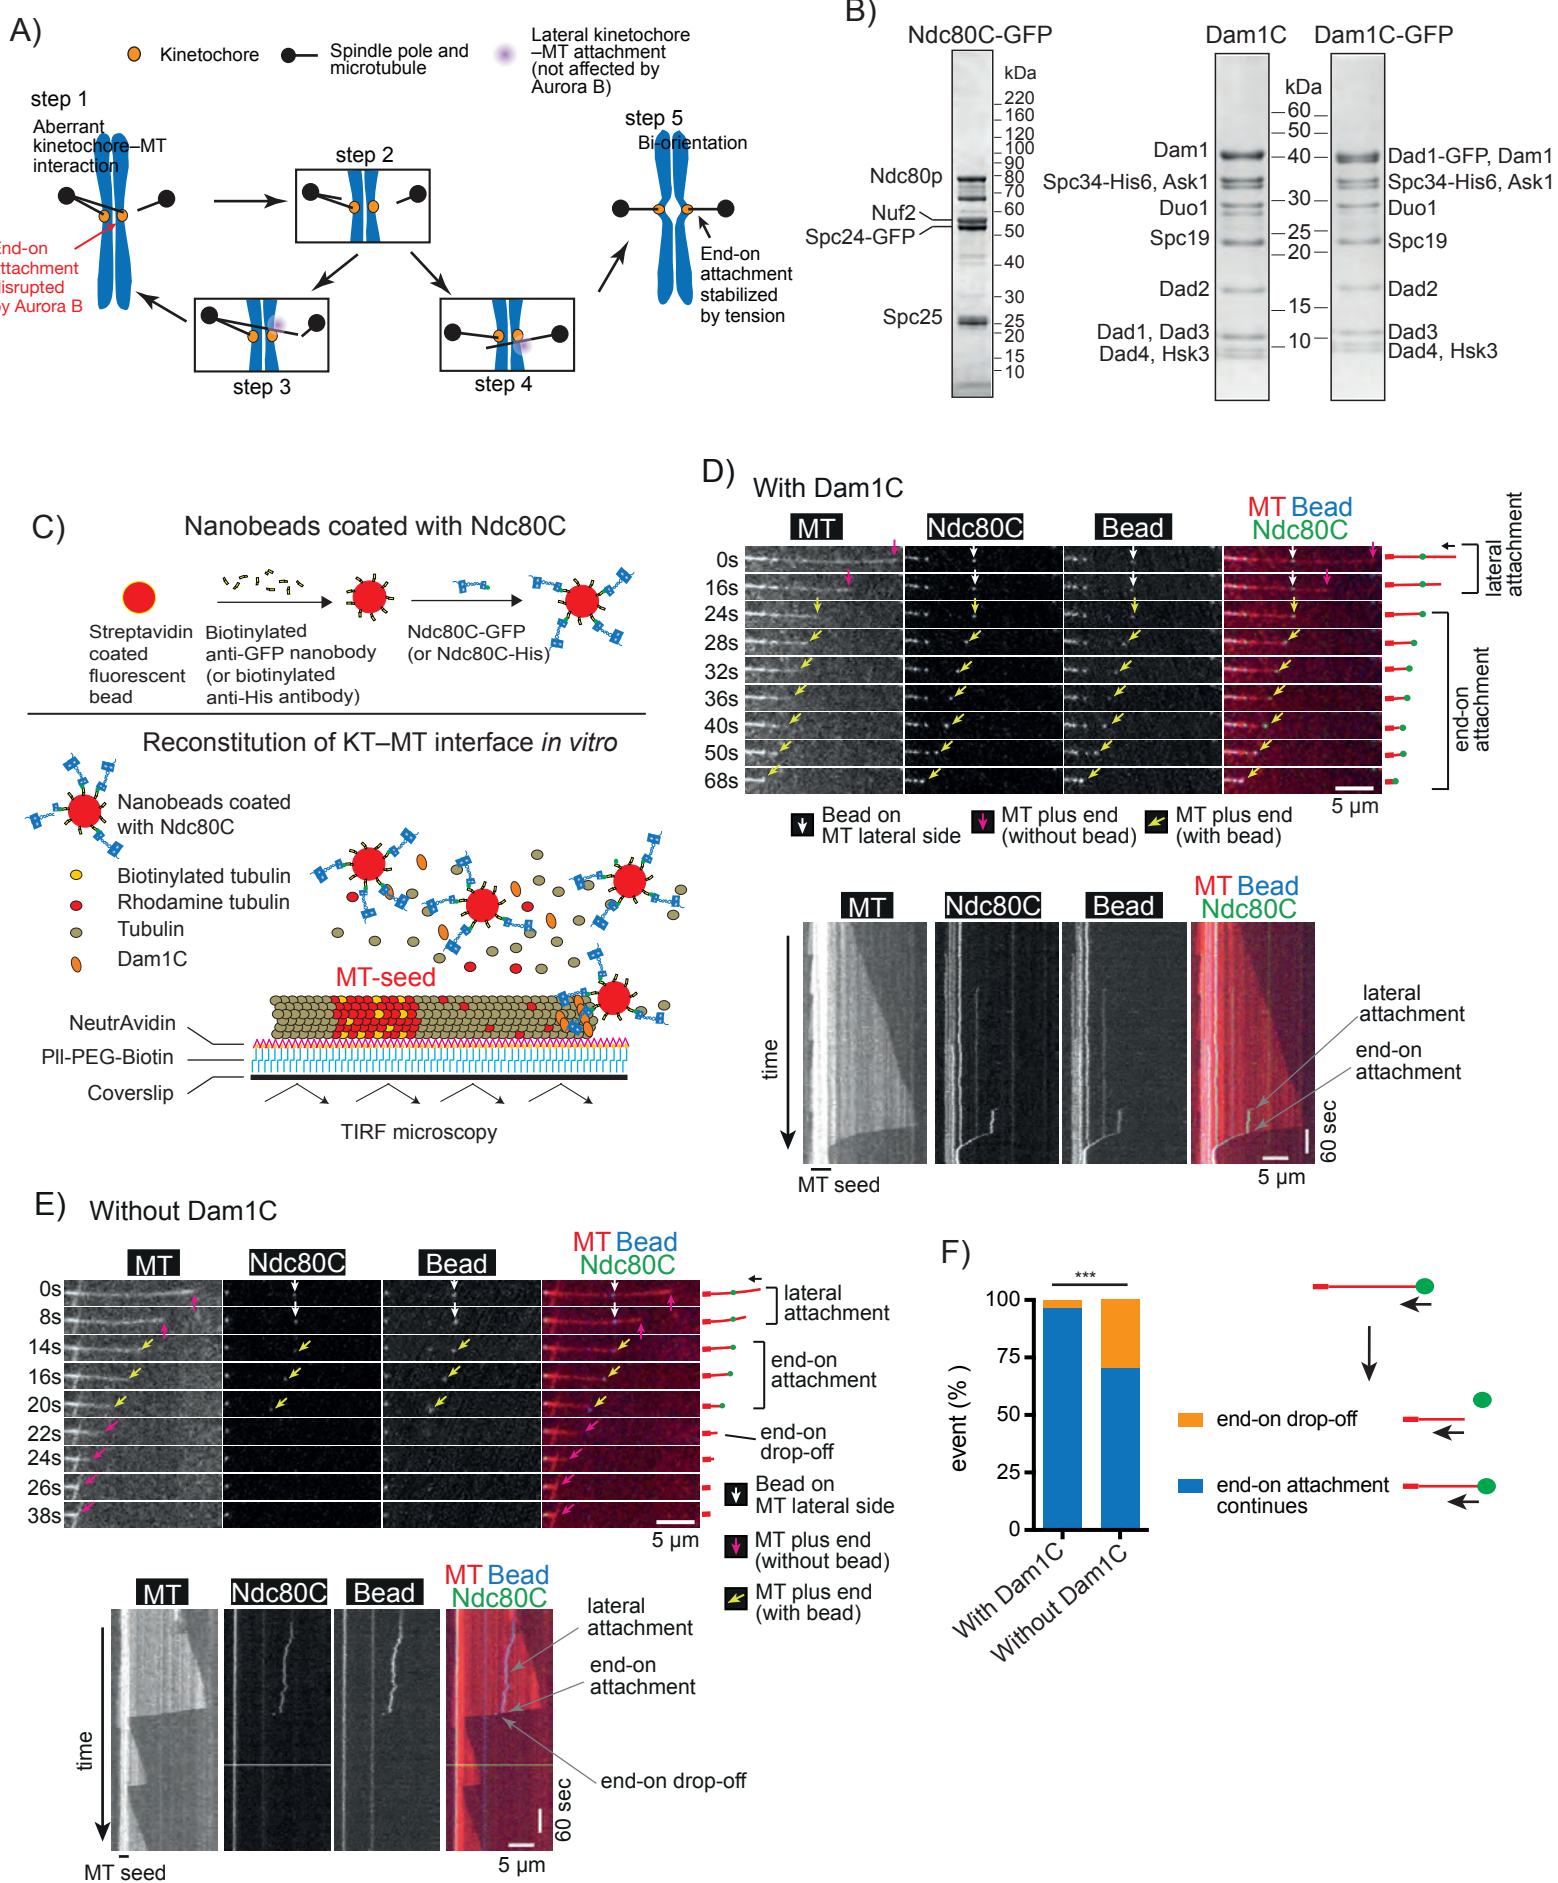 A)
Kinetochore
Spindle pole and
microtubule
Lateral kinetochore
–MT attachment
(not affected by
Aurora B)
step 1
Aberrant
kinetochore–MT
interaction
End-on
attachment
disrupted
by Aurora B
step 2
step 3
step 4
step 5
Bi-orientation
End-on
attachment
stabilized
by tension
B)
Ndc80C-GFP
kDa
220
160
120
100
90
80
70
60
50
40
30
25
20
15
10
Ndc80p
Nuf2
Spc24-GFP
Spc25
Dam1C
Dam1C-GFP
kDa
60
50
40
30
25
20
15
10
Dam1
Spc34-His6, Ask1
Duo1
Spc19
Dad2
Dad1, Dad3
Dad4, Hsk3
Dad1-GFP, Dam1
Spc34-His6, Ask1
Duo1
Spc19
Dad2
Dad3
Dad4, Hsk3
C)
Nanobeads coated with Ndc80C
Streptavidin
coated
fluorescent
bead
Biotinylated
anti-GFP nanobody
(or biotinylated
anti-His antibody)
Ndc80C-GFP
(or Ndc80C-His)
Reconstitution of KT–MT interface in vitro
Nanobeads coated
with Ndc80C
Biotinylated tubulin
Rhodamine tubulin
Tubulin
Dam1C
MT-seed
NeutrAvidin
Pll-PEG-Biotin
Coverslip
TIRF microscopy
D)
With Dam1C
MT
Ndc80C
Bead
MT Bead
Ndc80C
0s
16s
24s
28s
32s
36s
40s
50s
68s
lateral
attachment
end-on
attachment
5 µm
Bead on
MT lateral side
MT plus end
(without bead)
MT plus end
(with bead)
MT
Ndc80C
Bead
MT Bead
Ndc80C
time
lateral
attachment
end-on
attachment
60 sec
5 µm
MT seed
E)
Without Dam1C
MT
Ndc80C
Bead
MT Bead
Ndc80C
0s
8s
14s
16s
20s
22s
24s
26s
38s
lateral
attachment
end-on
attachment
end-on
drop-off
5 µm
Bead on
MT lateral side
MT plus end
(without bead)
MT plus end
(with bead)
MT
Ndc80C
Bead
MT Bead
Ndc80C
time
lateral
attachment
end-on
attachment
end-on drop-off
60 sec
5 µm
MT seed
F)
***
100
75
50
25
0
event (% )
With Dam1C
Without Dam1C
end-on drop-off
end-on attachment
continues